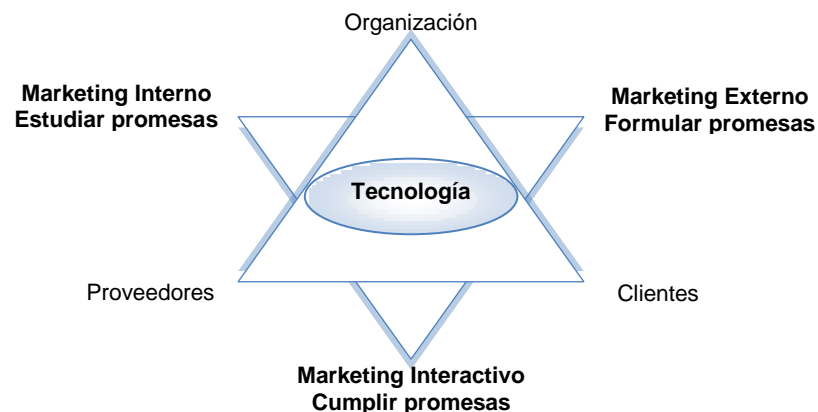 Organización
Marketing Interno
Estudiar promesas
Marketing Externo
Formular promesas
Tecnología
Proveedores
Clientes
Marketing Interactivo
Cumplir promesas